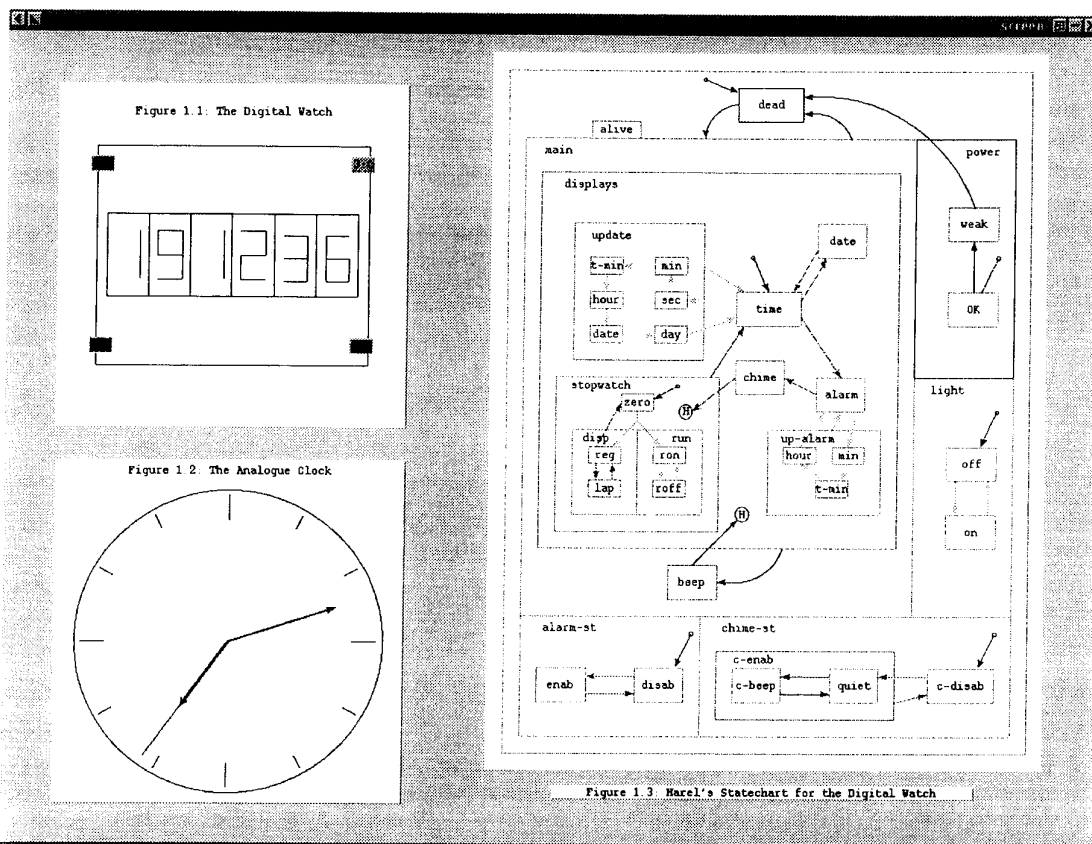 screen
Figure 1.1: The Digital Watch
19 12 36
Figure 1.2: The Analogue Clock
dead
alive
main
power
displays
weak
update
date
t-min
min
hour
sec
time
OK
date
day
stopwatch
chime
zero
alarm
light
H
disp
run
up-alarm
reg
ron
hour
min
off
lap
roff
t-min
H
on
beep
alarm-st
chime-st
c-enab
enab
disab
c-beep
quiet
c-disab
Figure 1.3: Harel's Statechart for the Digital Watch